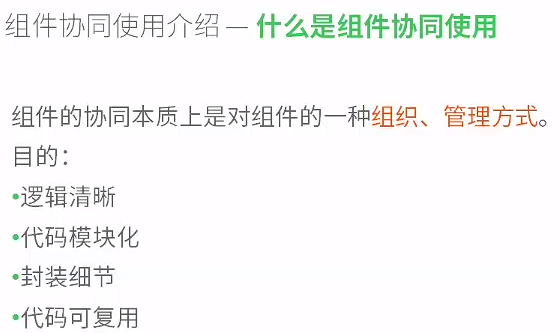 组件协同使用介绍 — 什么是组件协同使用
组件的协同本质上是对组件的一种组织、管理方式。
目的：
•逻辑清晰
•代码模块化
•封装细节
•代码可复用